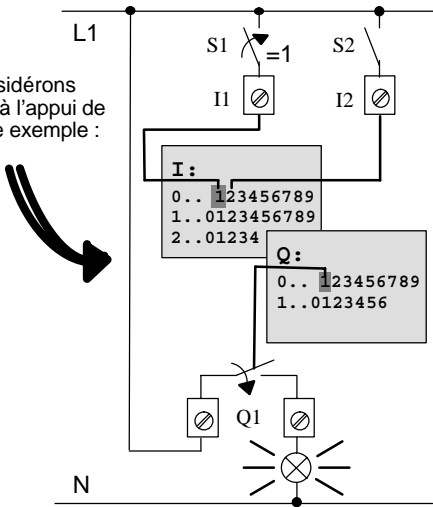 L1
S1
=1
S2
sidérons
à l'appui de
e exemple :
I1
I2
I:
0.. 123456789
1..0123456789
2..01234
Q:
0.. 123456789
1..0123456
Q1
N